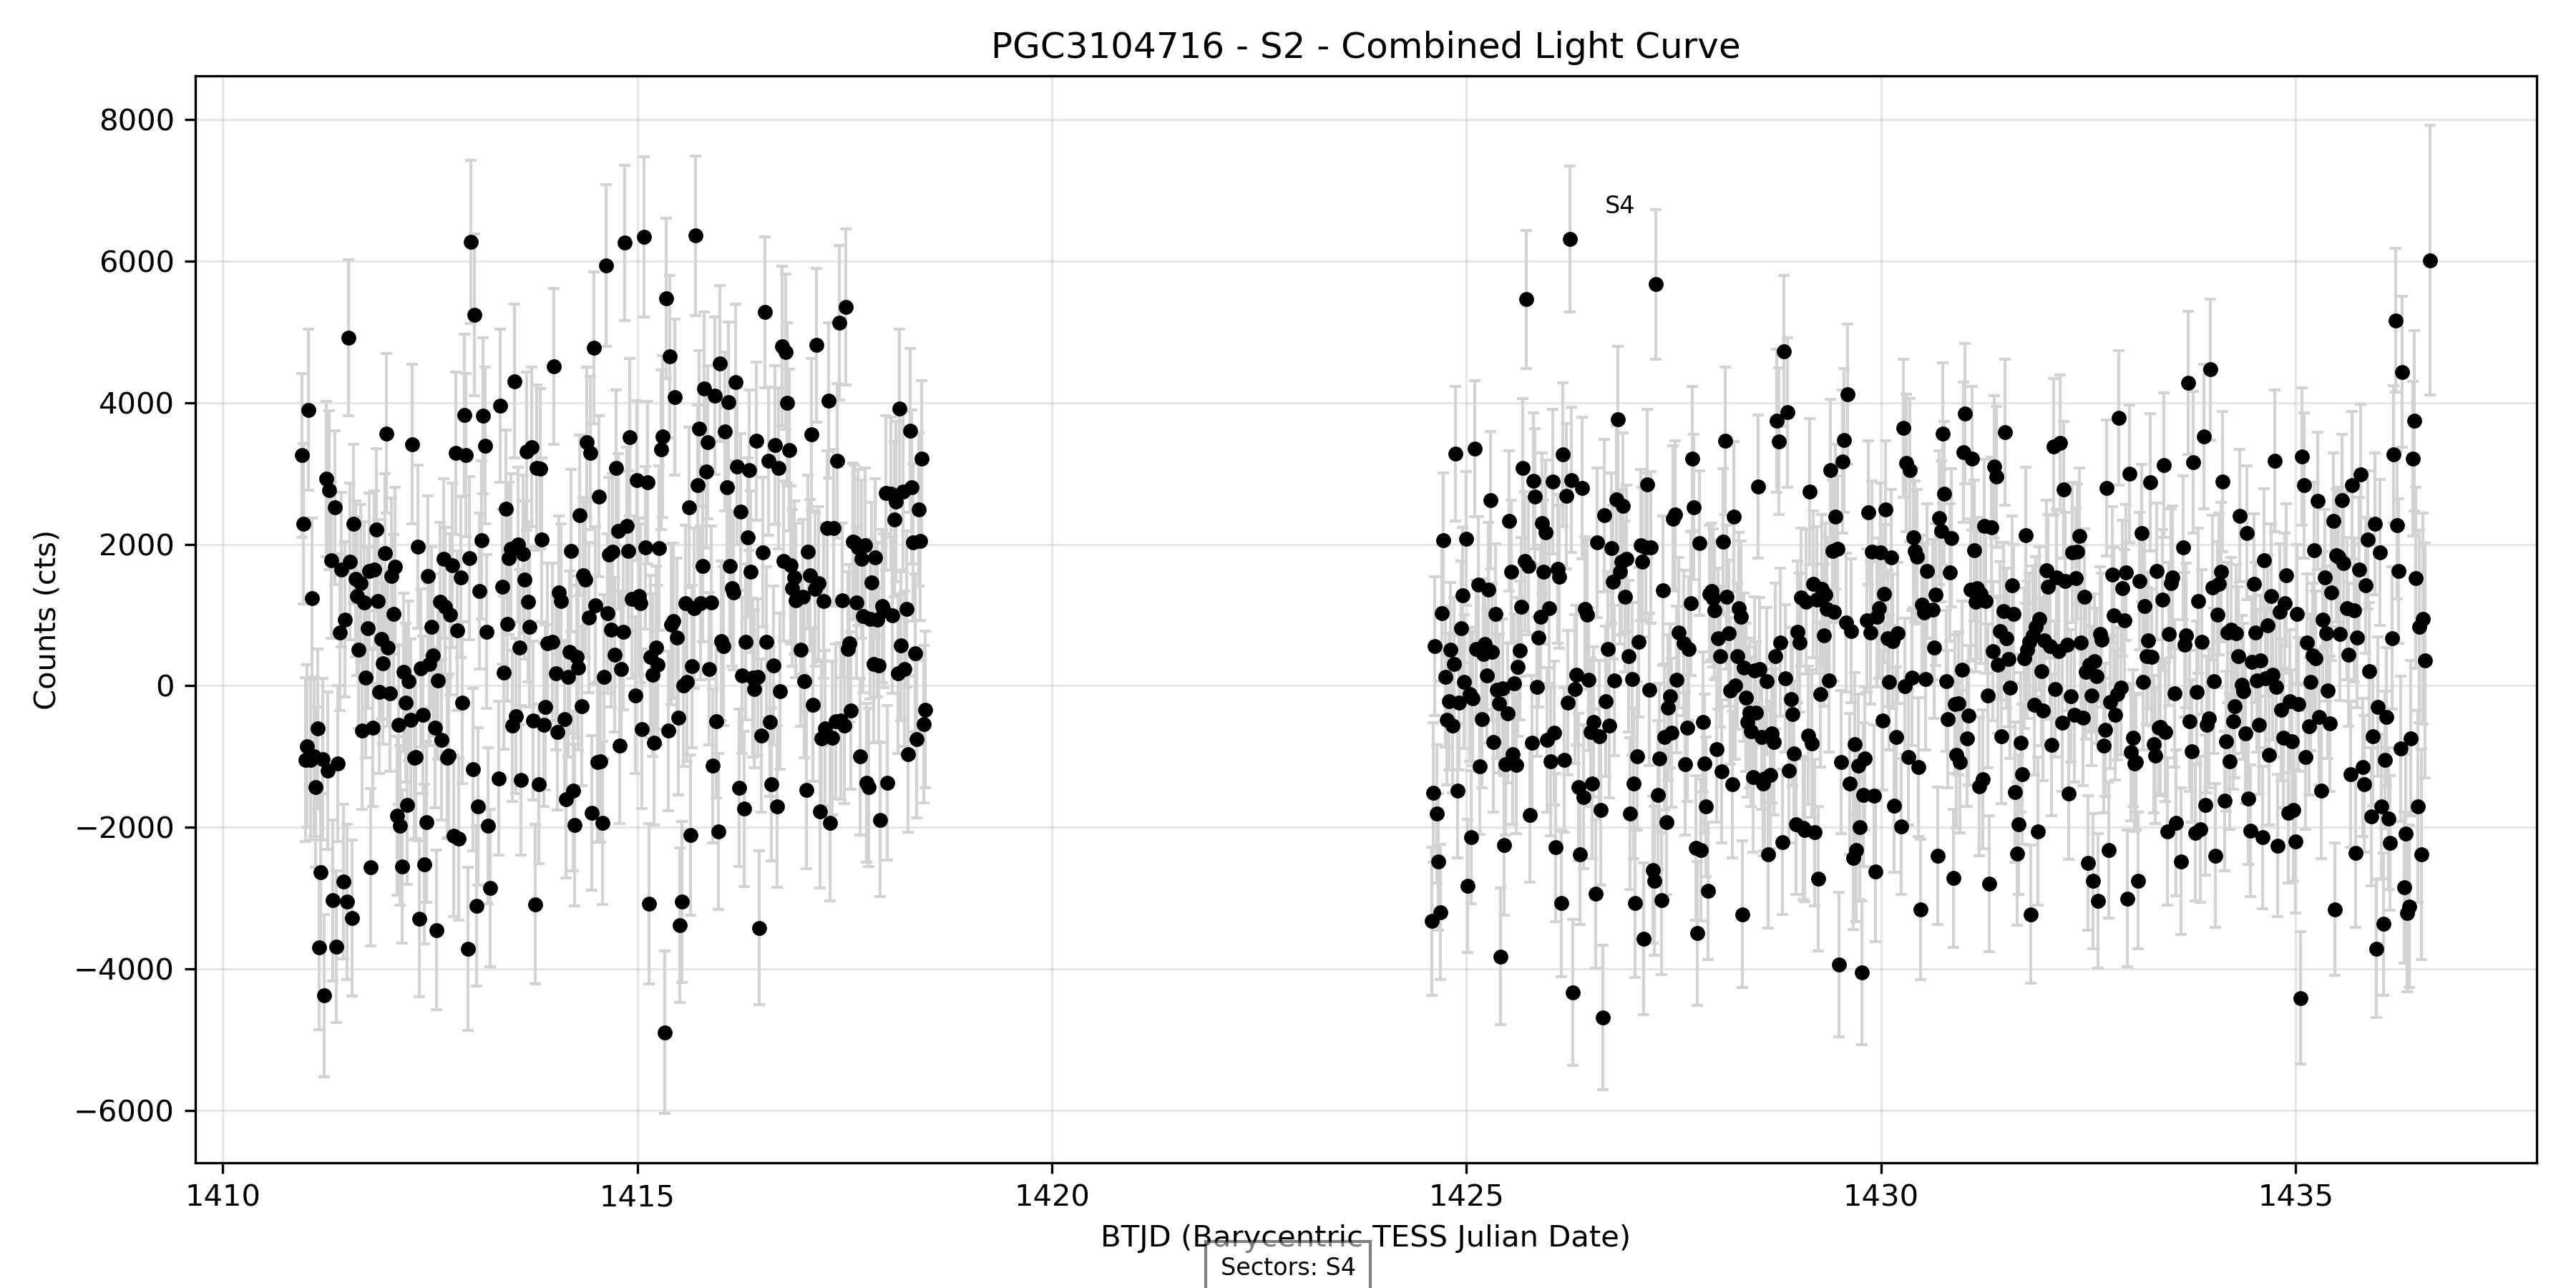 PGC3104716 - S2 - Combined Light Curve
8000
6000
4000
2000
0
−2000
−4000
−6000
Counts (cts)
S4
1410
1415
1420
1425
1430
1435
BTJD (Barycentric TESS Julian Date)
Sectors: S4